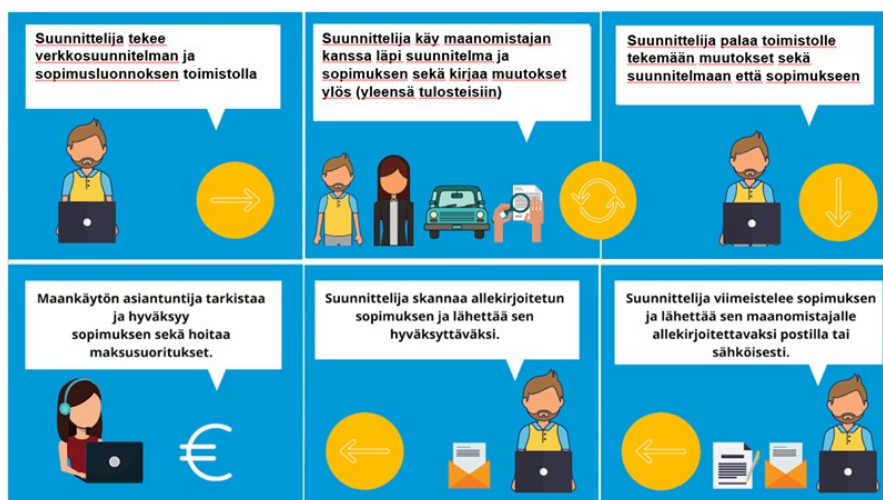 Suunnittelija tekee
verkkosuunnitelman ja
sopimusluonnoksen toimistolla
Suunnittelija käy maanomistajan
kanssa läpi suunnitelma ja
sopimuksen sekä kirjaa muutokset
ylös (yleensä tulosteisiin)
Suunnittelija palaa toimistolle
tekemään muutokset sekä
suunnitelmaan että sopimukseen
Suunnittelija viimeistelee sopimuksen
ja lähettää sen maanomistajalle
allekirjoitettavaksi postilla tai
sähköisesti.
Suunnittelija skannaa allekirjoitetun
sopimuksen ja lähettää sen
hyväksyttäväksi.
Maankäytön asiantuntija tarkistaa
ja hyväksyy
sopimuksen sekä hoitaa
maksusuoritukset.
€